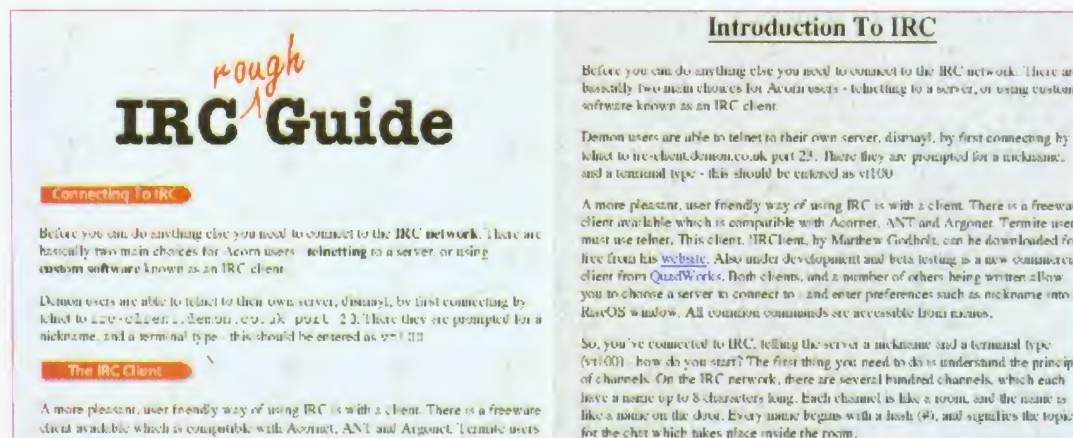 rough
IRC Guide
Connecting To IRC
Before you can do anything else you need to connect to the IRC network. There are
basically two main choices for Acorn users - telnetting to a server, or using
custom software known as an IRC client
Demon users are able to telnet to their own server, dismayl, by first connecting by
telnet to irc-client.demon.co.uk port 23. There they are prompted for a
nickname, and a terminal type - this should be entered as vt100
The IRC Client
A more pleasant, user friendly way of using IRC is with a client. There is a freeware
client available which is compatible with Acornet, ANT and Argonet. Termite users
Introduction To IRC
Before you can do anything else you need to connect to the IRC network. There are
basically two main choices for Acorn users - telnetting to a server, or using custom
software known as an IRC client
Demon users are able to telnet to their own server, dismayl, by first connecting by
telnet to irc-client.demon.co.uk port 23. There they are prompted for a nickname,
and a terminal type - this should be entered as vt100
A more pleasant, user friendly way of using IRC is with a client. There is a freewa
client available which is compatible with Acornet, ANT and Argonet. Termite user
must use telnet. This client, !IRClient, by Matthew Godbolt, can be downloaded fo
free from his website. Also under development and beta testing is a new commerci
client from QuadWorks. Both clients, and a number of others being written allow
you to choose a server to connect to - and enter preferences such as nickname into
RiscOS window. All common commands are accessible from menus.
So, you've connected to IRC, telling the server a nickname and a terminal type
(vt100) - how do you start? The first thing you need to do is understand the princip
of channels. On the IRC network, there are several hundred channels, which each
have a name up to 8 characters long. Each channel is like a room, and the name is
like a name on the door. Every name begins with a hash (#), and signifies the topic
for the chat which takes place inside the room.